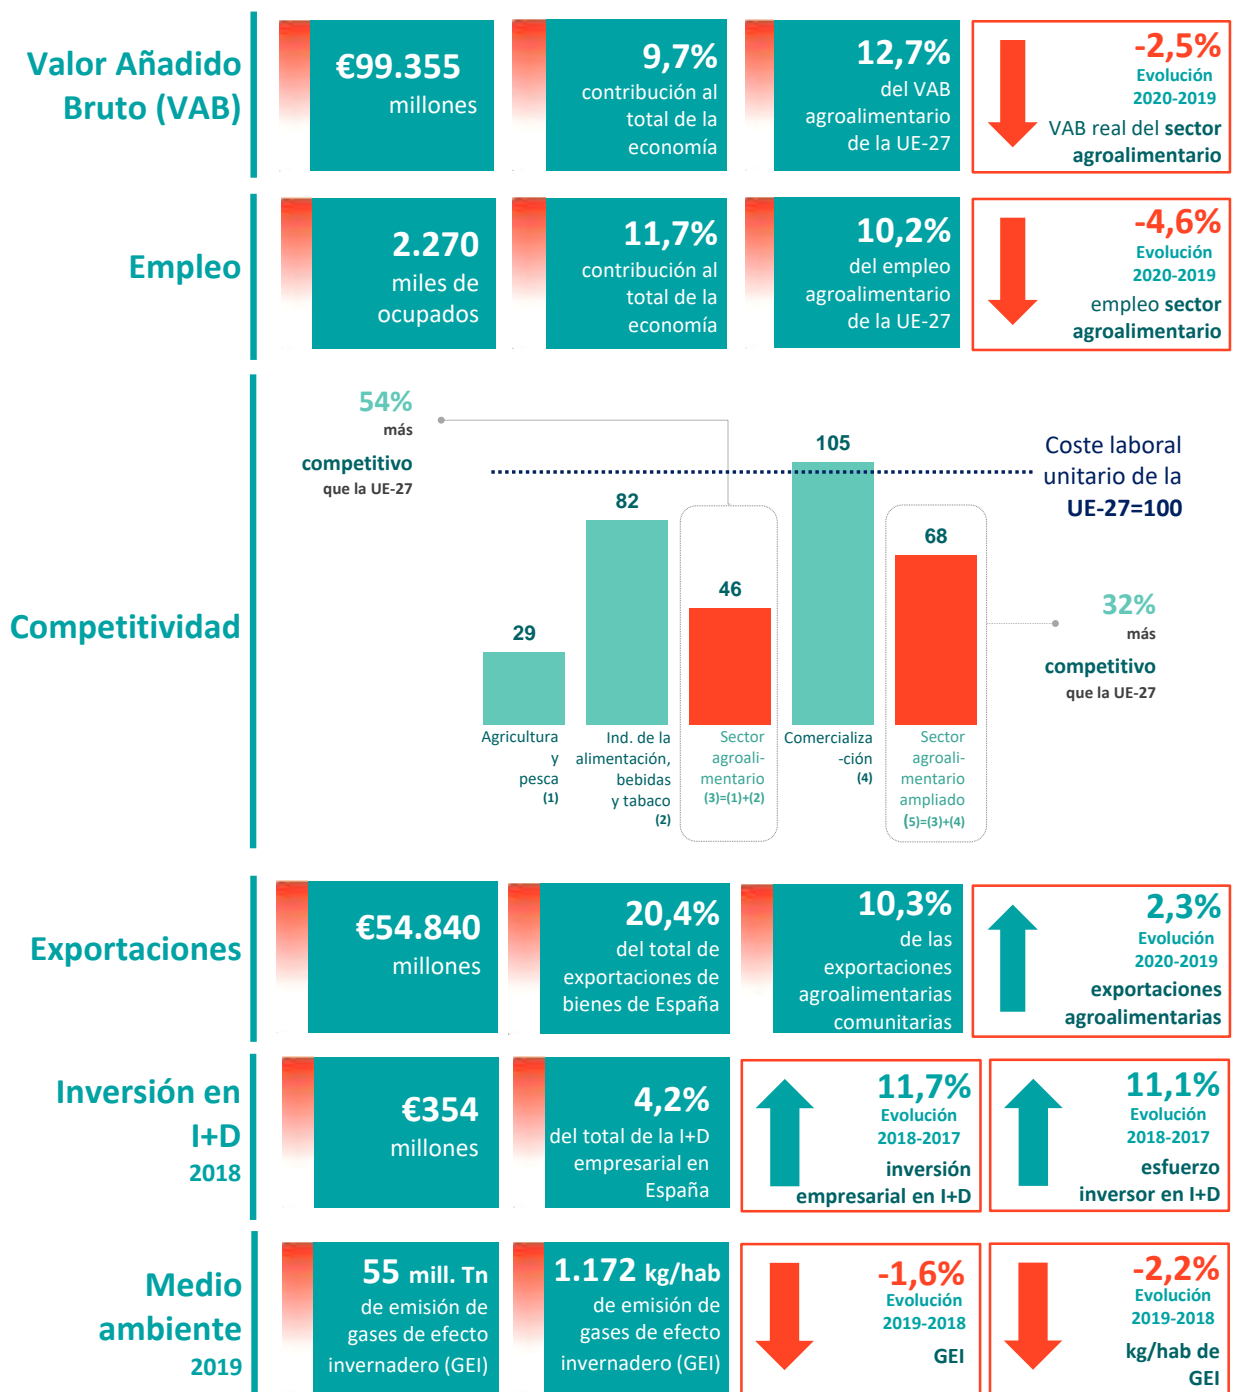 Valor Añadido
Bruto (VAB)
€99.355
millones
9,7%
contribución al
total de la
economía
12,7%
del VAB
agroalimentario
de la UE-27
-2,5%
Evolución
2020-2019
VAB real del sector
agroalimentario
Empleo
2.270
miles de
ocupados
11,7%
contribución al
total de la
economía
10,2%
del empleo
agroalimentario
de la UE-27
-4,6%
Evolución
2020-2019
empleo sector
agroalimentario
Competitividad
54%
más
competitivo
que la UE-27
Coste laboral
unitario de la
UE-27=100
29
82
46
105
68
32%
más
competitivo
que la UE-27
Agricultura
y
pesca
(1)
Ind. de la
alimentación,
bebidas
y tabaco
(2)
Sector
agroali-
mentario
(3)=(1)+(2)
Comercializa
-ción
(4)
Sector
agroali-
mentario
ampliado
(5)=(3)+(4)
Exportaciones
€54.840
millones
20,4%
del total de
exportaciones de
bienes de España
10,3%
de las
exportaciones
agroalimentarias
comunitarias
2,3%
Evolución
2020-2019
exportaciones
agroalimentarias
Inversión en
I+D
2018
€354
millones
4,2%
del total de la I+D
empresarial en
España
11,7%
Evolución
2018-2017
inversión
empresarial en I+D
11,1%
Evolución
2018-2017
esfuerzo
inversor en I+D
Medio
ambiente
2019
55 mill. Tn
de emisión de
gases de efecto
invernadero (GEI)
1.172 kg/hab
de emisión de
gases de efecto
invernadero (GEI)
-1,6%
Evolución
2019-2018
GEI
-2,2%
Evolución
2019-2018
kg/hab de
GEI